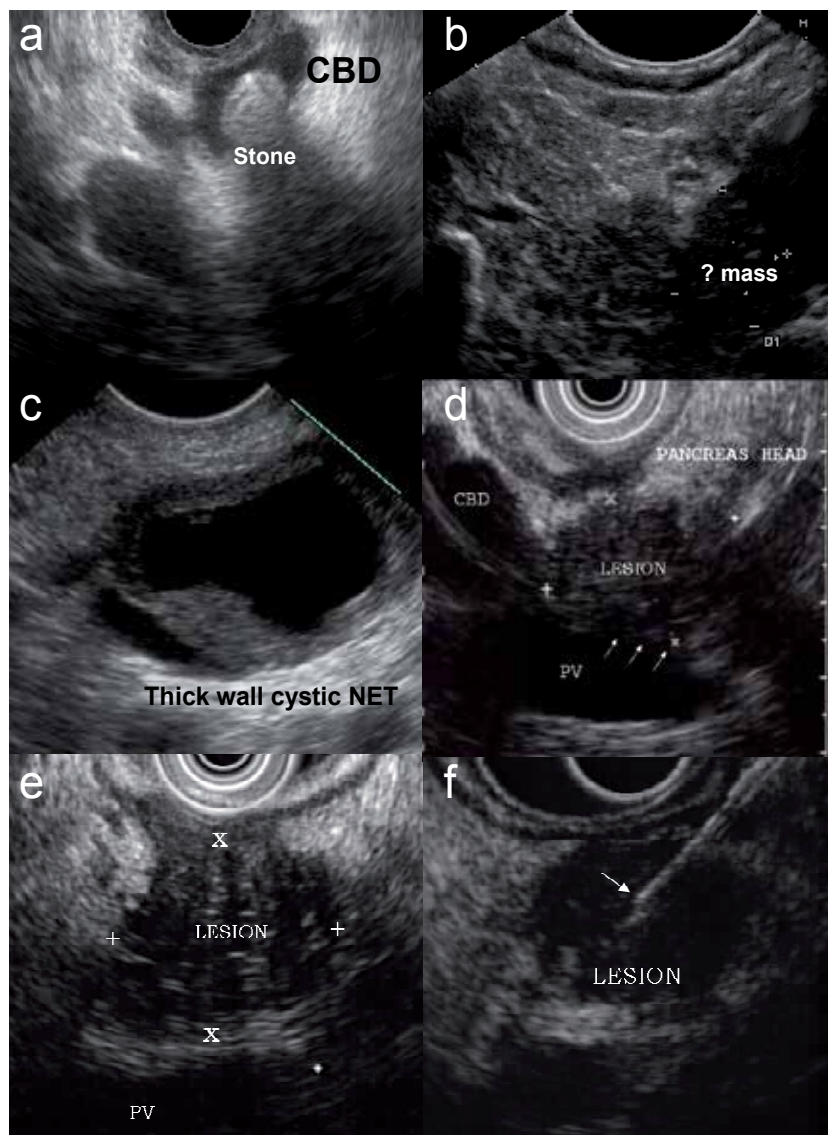 a
CBD
Stone
b
H
? mass
D1
c
Thick wall cystic NET
d
PANCREAS HEAD
CBD
LESION
PV
e
X
LESION
X
PV
f
LESION